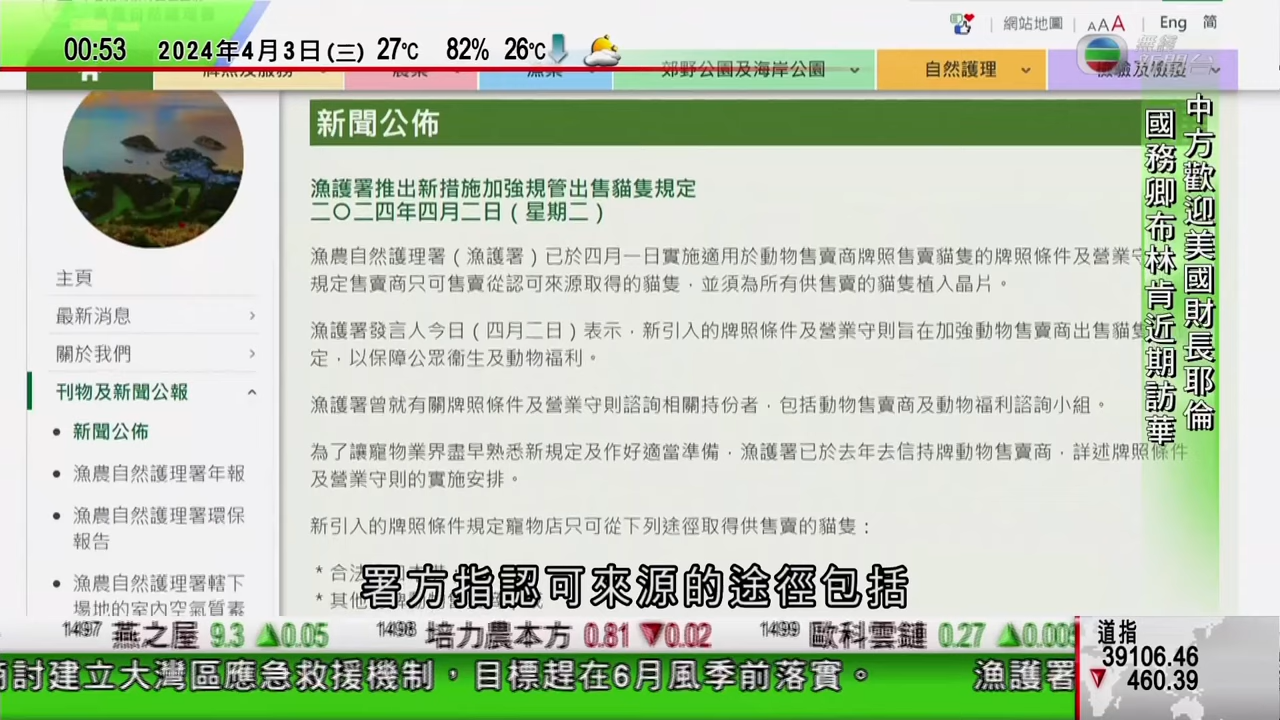 網站地圖 AAA Eng 简
00:53 2024年4月3日(三) 27℃ 82% 26℃
無綫
新聞台
郊野公園及海岸公園 自然護理
新聞公佈
漁護署推出新措施加強規管出售貓隻規定
二〇二四年四月二日(星期二)
漁農自然護理署(漁護署)已於四月一日實施適用於動物售賣商牌照售賣貓隻的牌照條件及營業守
規定售賣商只可售賣從認可來源取得的貓隻，並須為所有供售賣的貓隻植入晶片。
漁護署發言人今日(四月二日)表示，新引入的牌照條件及營業守則旨在加強動物售賣商出售貓隻
定，以保障公眾衞生及動物福利。
漁護署曾就有關牌照條件及營業守則諮詢相關持份者，包括動物售賣商及動物福利諮詢小組。
為了讓寵物業界盡早熟悉新規定及作好適當準備，漁護署已於去年去信持牌動物售賣商，詳述牌照條件
及營業守則的實施安排。
新引入的牌照條件規定寵物店只可從下列途徑取得供售賣的貓隻：
* 合法
* 其他
主頁
最新消息
關於我們
刊物及新聞公報
新聞公佈
漁農自然護理署年報
漁農自然護理署環保
報告
漁農自然護理署轄下
場地的室內空氣質素
中方歡迎美國財長耶倫
國務卿布林肯近期訪華
署方指認可來源的途徑包括
1497 燕之屋 9.3 ▲0.05 1498 培力農本方 0.81 ▼0.02 1499 歐科雲鏈 0.27 ▲0.005
商討建立大灣區應急救援機制，目標趕在6月風季前落實。 漁護署
道指
39106.46
▼ 460.39